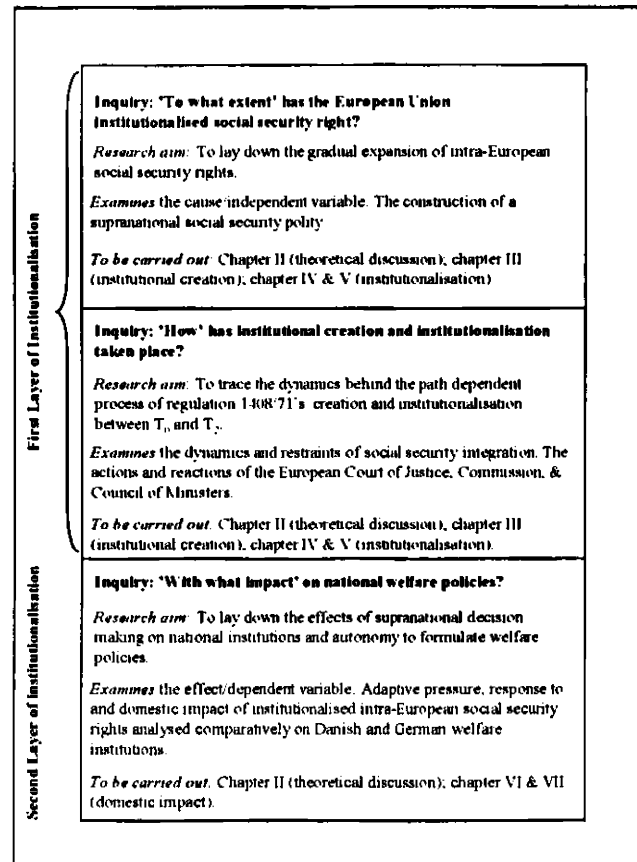 First Layer of Institutionalisation
Inquiry: 'To what extent' has the European Union
institutionalised social security right?
Research aim: To lay down the gradual expansion of intra-European
social security rights.
Examines the cause/independent variable. The construction of a
supranational social security polity
To be carried out: Chapter II (theoretical discussion); chapter III
(institutional creation); chapter IV & V (institutionalisation)
Inquiry: 'How' has institutional creation and institutionalisation
taken place?
Research aim: To trace the dynamics behind the path dependent
process of regulation 1408/71's creation and institutionalisation
between T0 and T2.
Examines the dynamics and restraints of social security integration. The
actions and reactions of the European Court of Justice, Commission, &
Council of Ministers.
To be carried out: Chapter II (theoretical discussion), chapter III
(institutional creation), chapter IV & V (institutionalisation).
Second Layer of Institutionalisation
Inquiry: 'With what impact' on national welfare policies?
Research aim: To lay down the effects of supranational decision
making on national institutions and autonomy to formulate welfare
policies.
Examines the effect/dependent variable. Adaptive pressure, response to
and domestic impact of institutionalised intra-European social security
rights analysed comparatively on Danish and German welfare
institutions.
To be carried out. Chapter II (theoretical discussion); chapter VI & VII
(domestic impact).